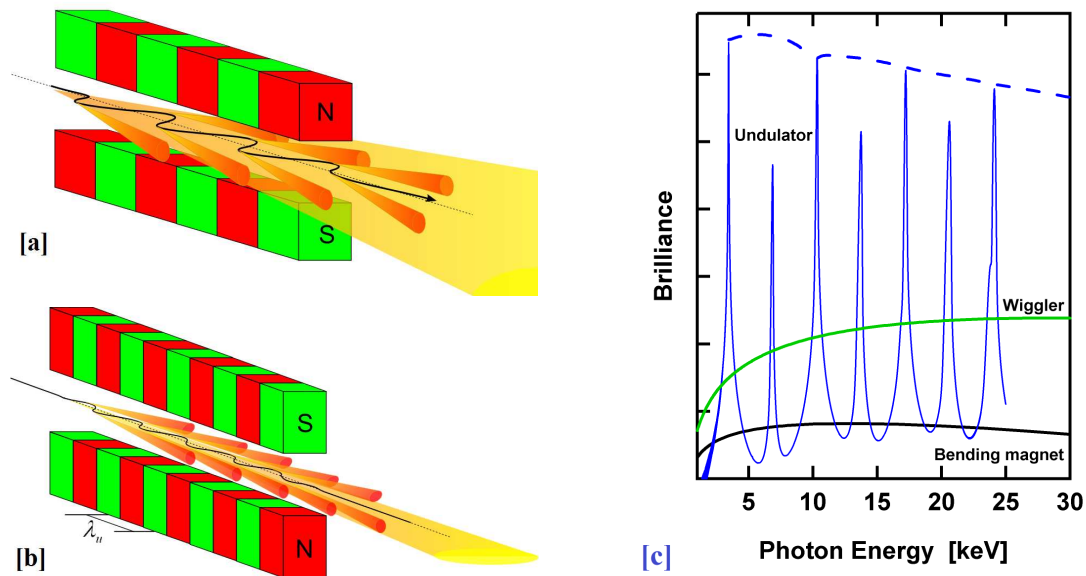 N
S
[a]
S
N
λu
[b]
Brilliance
Undulator
Wiggler
Bending magnet
5 10 15 20 25 30
Photon Energy [keV]
[c]